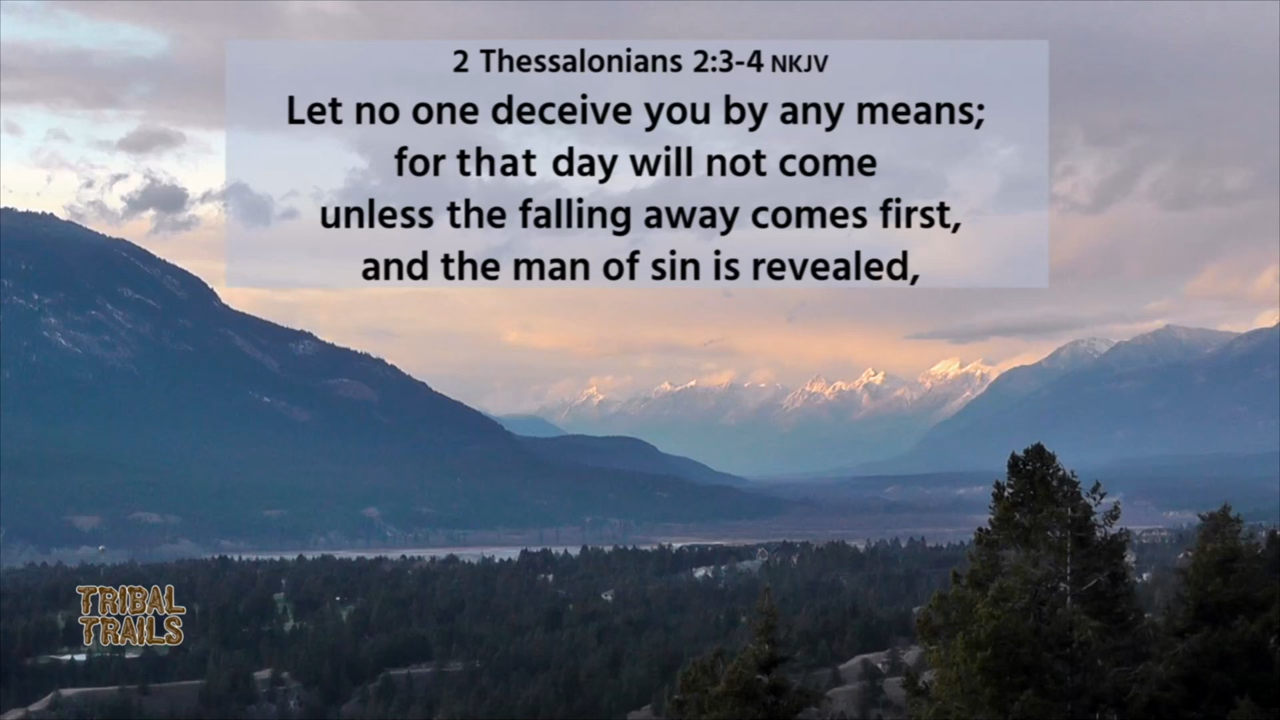 2 Thessalonians 2:3-4 NKJV
Let no one deceive you by any means;
for that day will not come
unless the falling away comes first,
and the man of sin is revealed,
TRIBAL
TRAILS